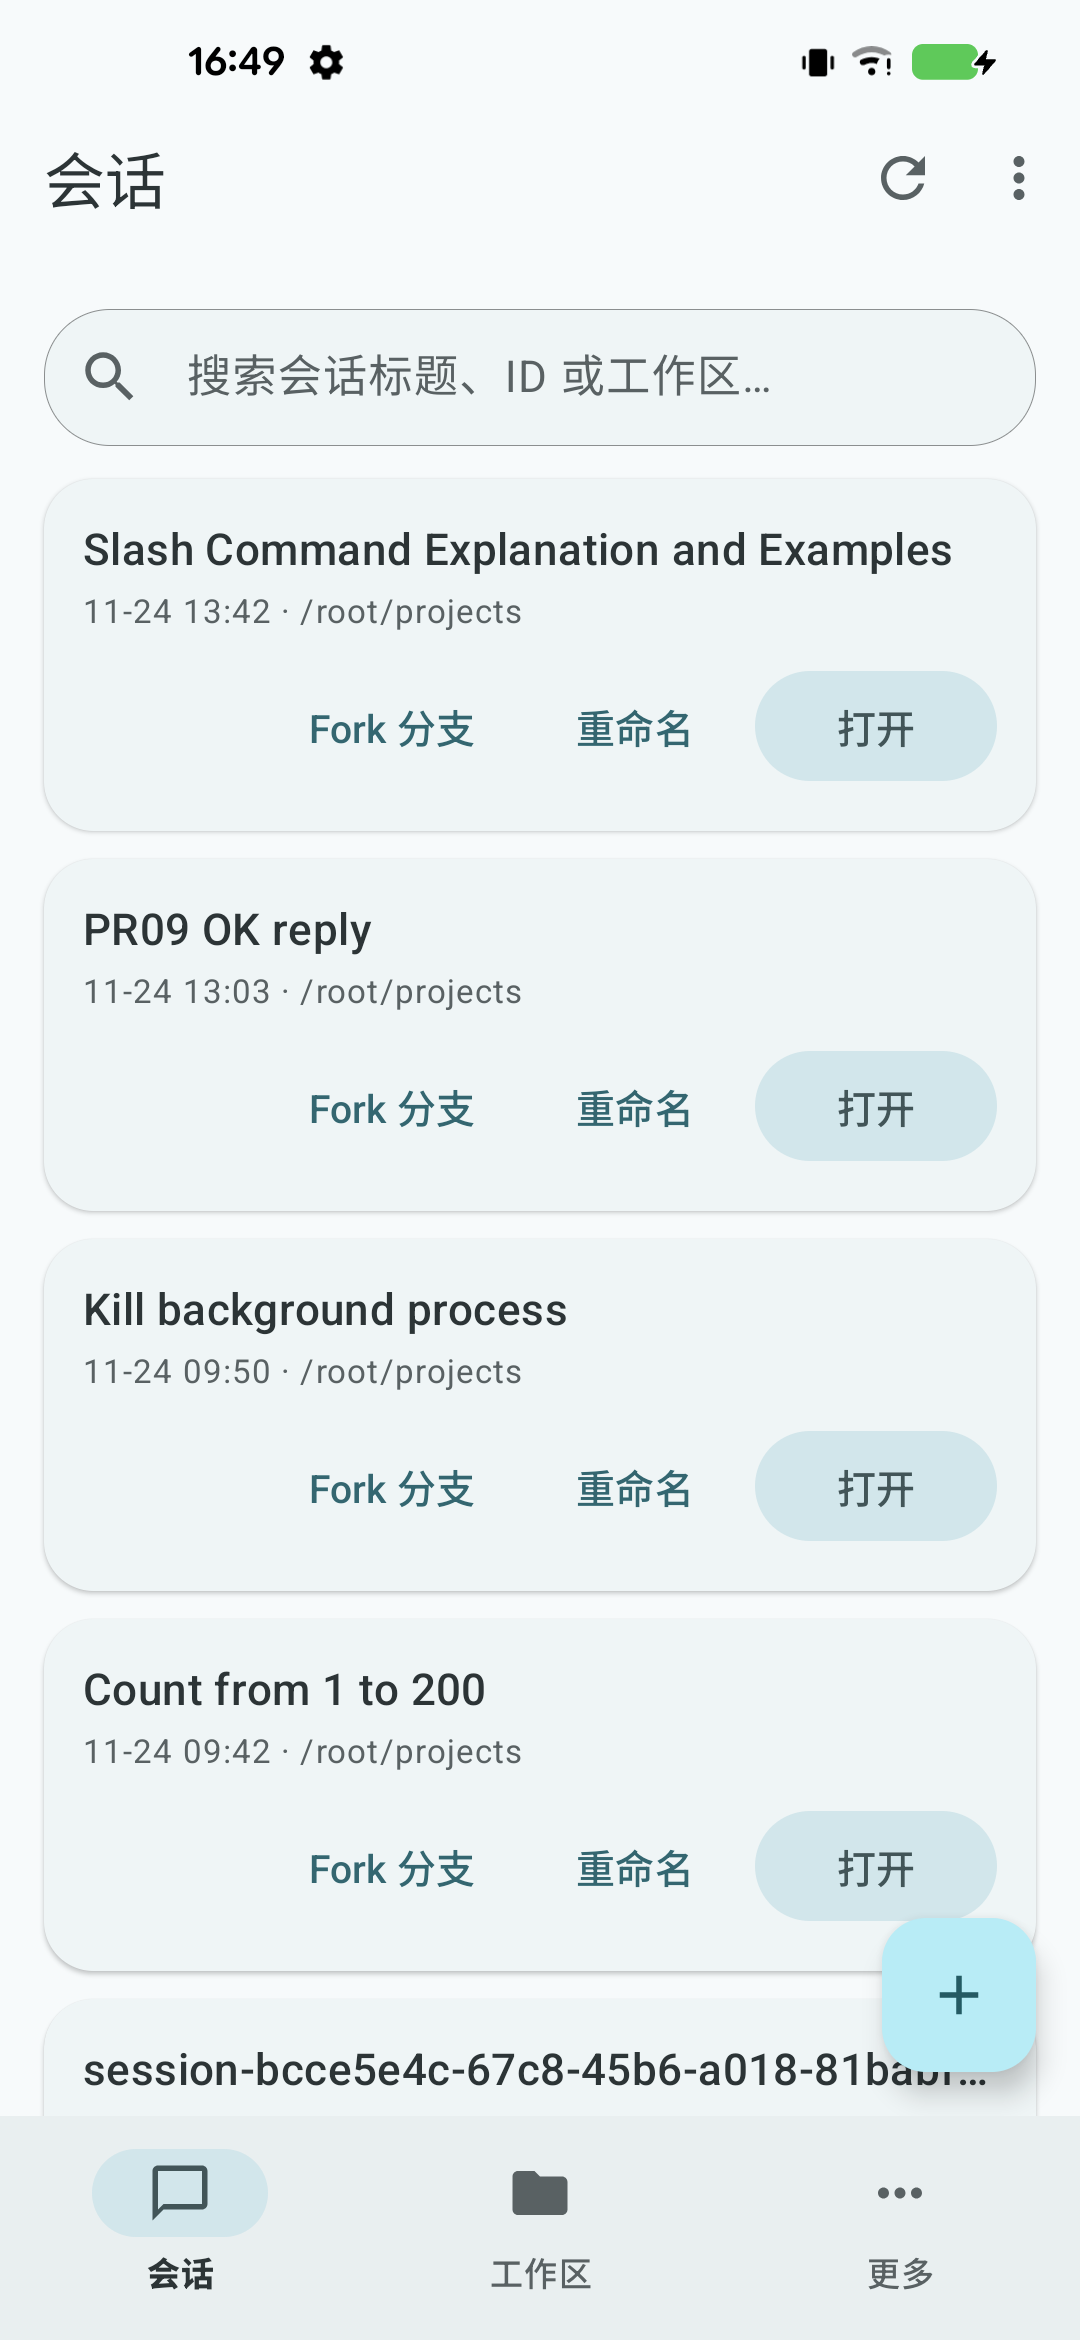 16:49
会话
搜索会话标题、ID 或工作区...
Slash Command Explanation and Examples
11-24 13:42 · /root/projects
Fork 分支 重命名 打开
PR09 OK reply
11-24 13:03 · /root/projects
Fork 分支 重命名 打开
Kill background process
11-24 09:50 · /root/projects
Fork 分支 重命名 打开
Count from 1 to 200
11-24 09:42 · /root/projects
Fork 分支 重命名 打开
session-bcce5e4c-67c8-45b6-a018-81babf...
会话 工作区 更多